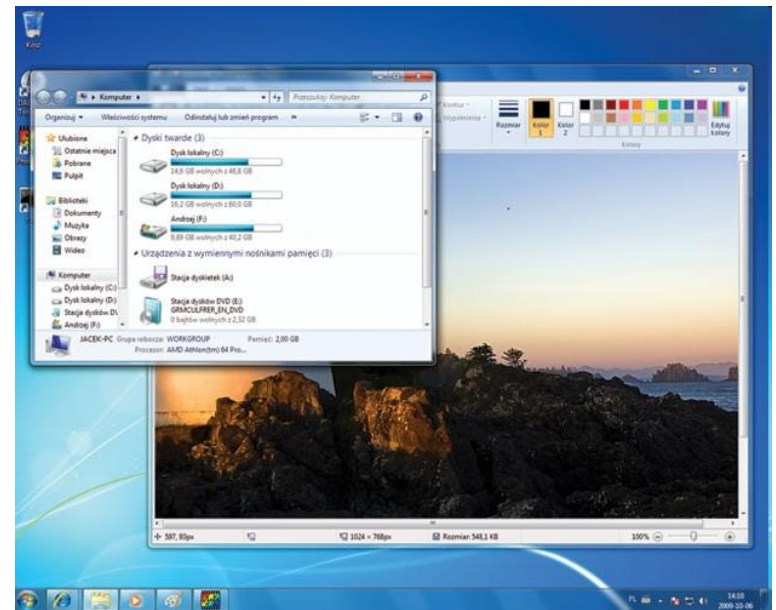 Kosz
Komputer
Przeszukaj: Komputer
Organizuj
Właściwości systemu
Odinstaluj lub zmień program
»
Ulubione
Ostatnie miejsca
Pobrane
Pulpit
Biblioteki
Dokumenty
Muzyka
Obrazy
Wideo
Komputer
Dysk lokalny (C:)
Dysk lokalny (D:)
Stacja dysków D\
Andrzej (F:)
Dyski twarde (3)
Dysk lokalny (C:)
14,6 GB wolnych z 48,8 GB
Dysk lokalny (D:)
16,2 GB wolnych z 60,0 GB
Andrzej (F:)
9,89 GB wolnych z 40,2 GB
Urządzenia z wymiennymi nośnikami pamięci (3)
Stacja dyskietek (A:)
Stacja dysków DVD (E:)
GRMCULFRER_EN_DVD
0 bajtów wolnych z 2,32 GB
JACEK-PC Grupa robocza: WORKGROUP Pamięć: 2,00 GB
Procesor: AMD Athlon(tm) 64 Pro...
Kontur
Wypełnienie
Rozmiar
Kolor 1
Kolor 2
Edytuj kolory
Kolory
597, 93px
1024 × 768px
Rozmiar: 548,1 KB
100%
PL
14:10
2009-10-06